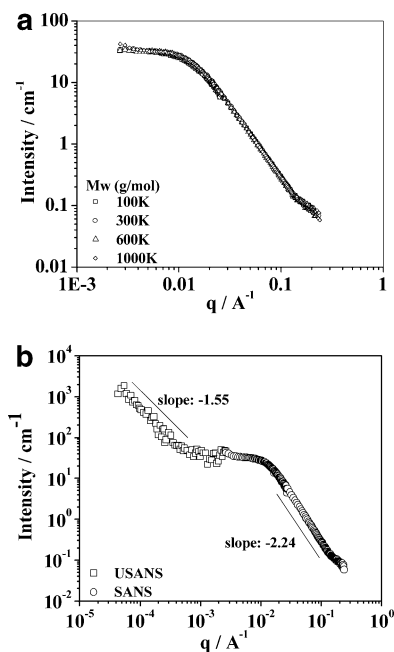 a
100
10
1
0.1
0.01
Intensity / cm⁻¹
Mw (g/mol)
100K
300K
600K
1000K
1E-3
0.01
0.1
1
q / A⁻¹
b
10⁴
10³
10²
10¹
10⁰
10⁻¹
10⁻²
Intensity / cm⁻¹
slope: -1.55
slope: -2.24
USANS
SANS
10⁻⁵
10⁻⁴
10⁻³
10⁻²
10⁻¹
10⁰
q / A⁻¹